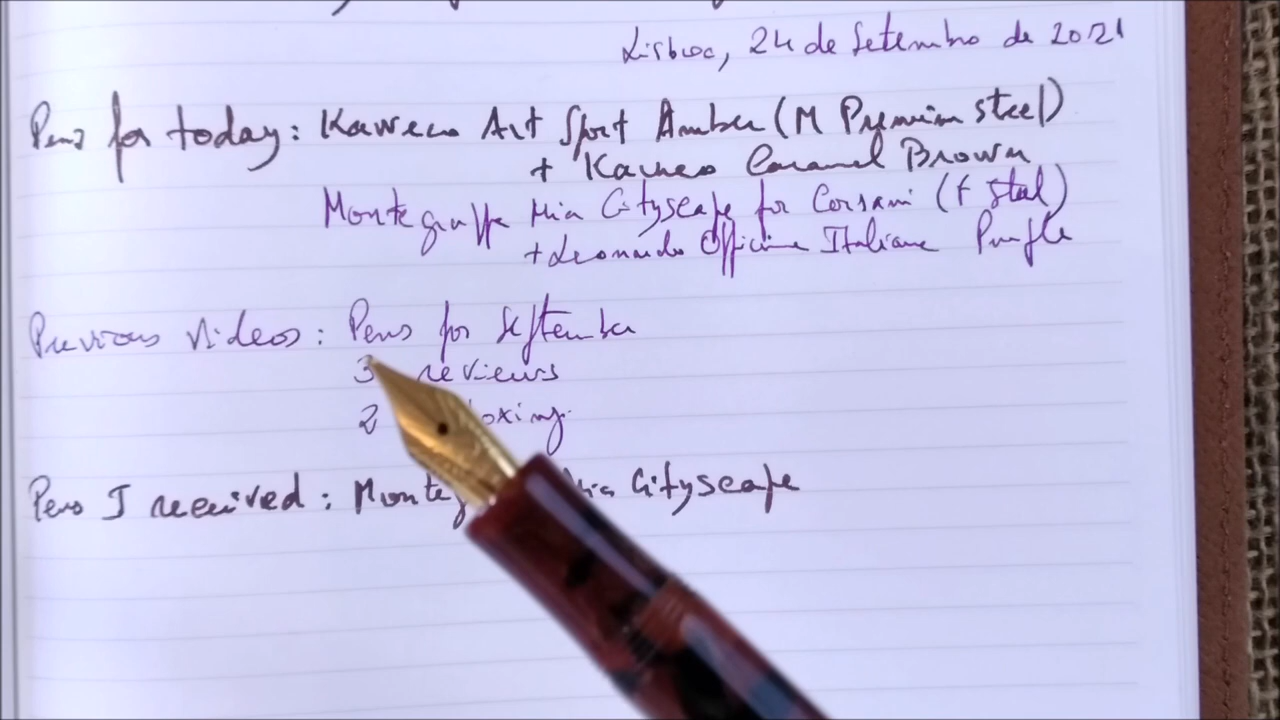 Lisboa, 24 de Setembro de 2021
Pens for today: Kaweco Art Sport Amber (M Premium steel)
+ Kaweco Caramel Brown
Montegrappa Mia Cityscape for Corsani (f steel)
+ Leonardo Officina Italiana Purple
Previous videos: Pens for September
3 reviews
2
Pens I received: Mia Cityscape